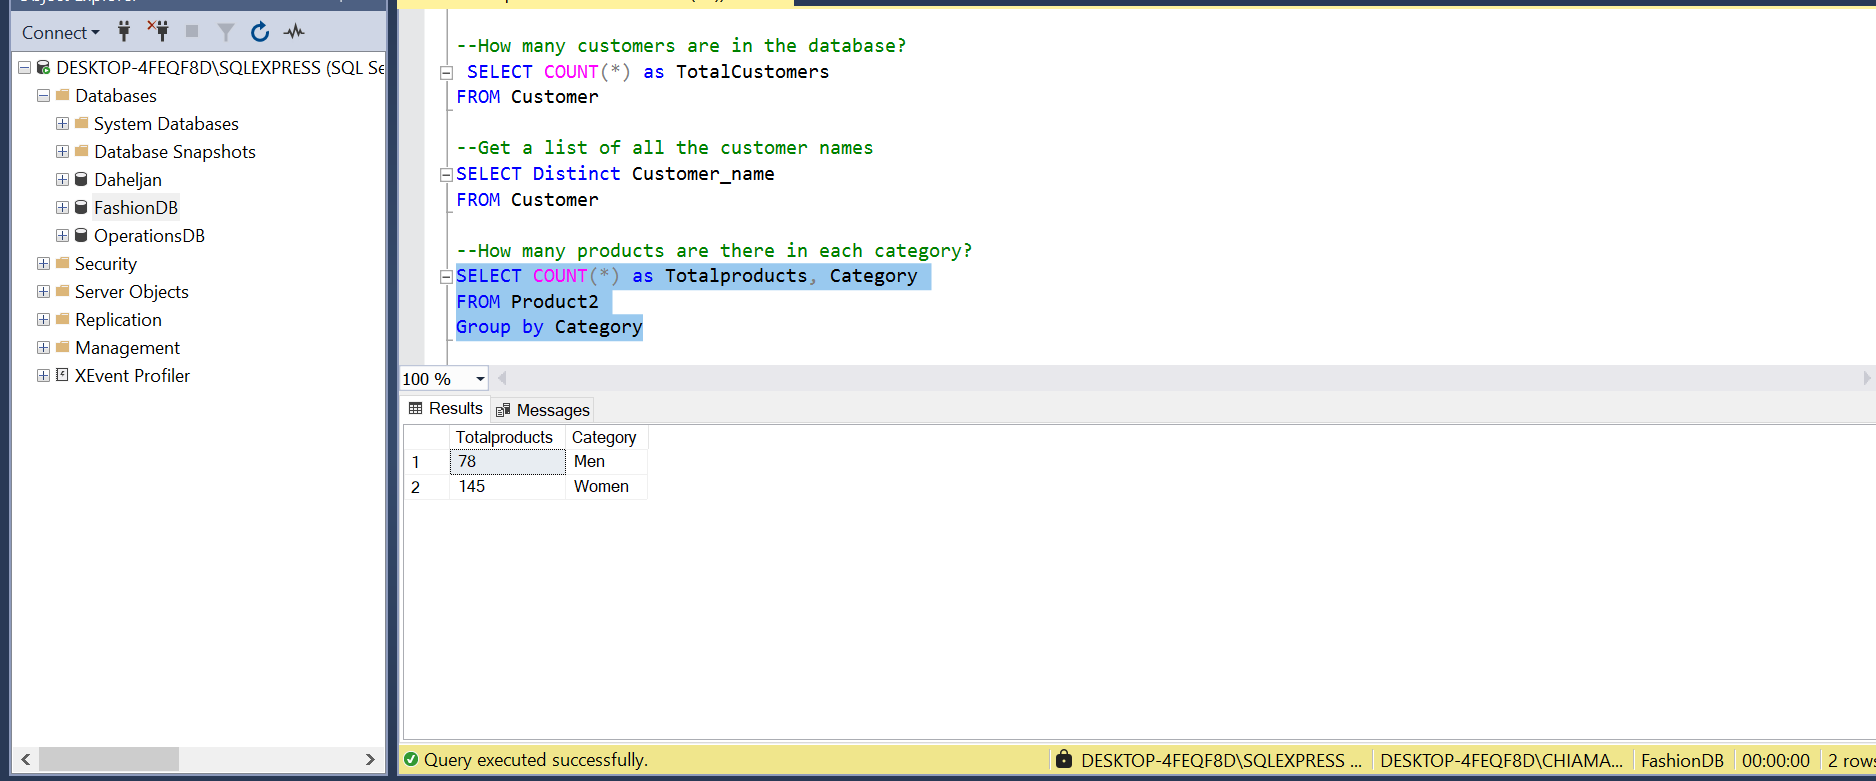 Object Explorer
Connect
DESKTOP-4FEQF8D\SQLEXPRESS (SQL Se
Databases
System Databases
Database Snapshots
Daheljan
FashionDB
OperationsDB
Security
Server Objects
Replication
Management
XEvent Profiler
--How many customers are in the database?
SELECT COUNT(*) as TotalCustomers
FROM Customer
--Get a list of all the customer names
SELECT Distinct Customer_name
FROM Customer
--How many products are there in each category?
SELECT COUNT(*) as Totalproducts, Category
FROM Product2
Group by Category
100 %
Results Messages
Totalproducts Category
1 78 Men
2 145 Women
Query executed successfully. DESKTOP-4FEQF8D\SQLEXPRESS ... DESKTOP-4FEQF8D\CHIAMA... FashionDB 00:00:00 2 rows